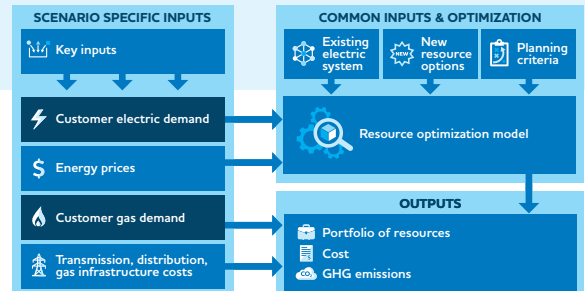 SCENARIO SPECIFIC INPUTS
Key inputs
Customer electric demand
Energy prices
Customer gas demand
Transmission, distribution,
gas infrastructure costs
COMMON INPUTS & OPTIMIZATION
Existing
electric
system
NEW
New
resource
options
Planning
criteria
Resource optimization model
OUTPUTS
Portfolio of resources
$
Cost
CO₂
GHG emissions